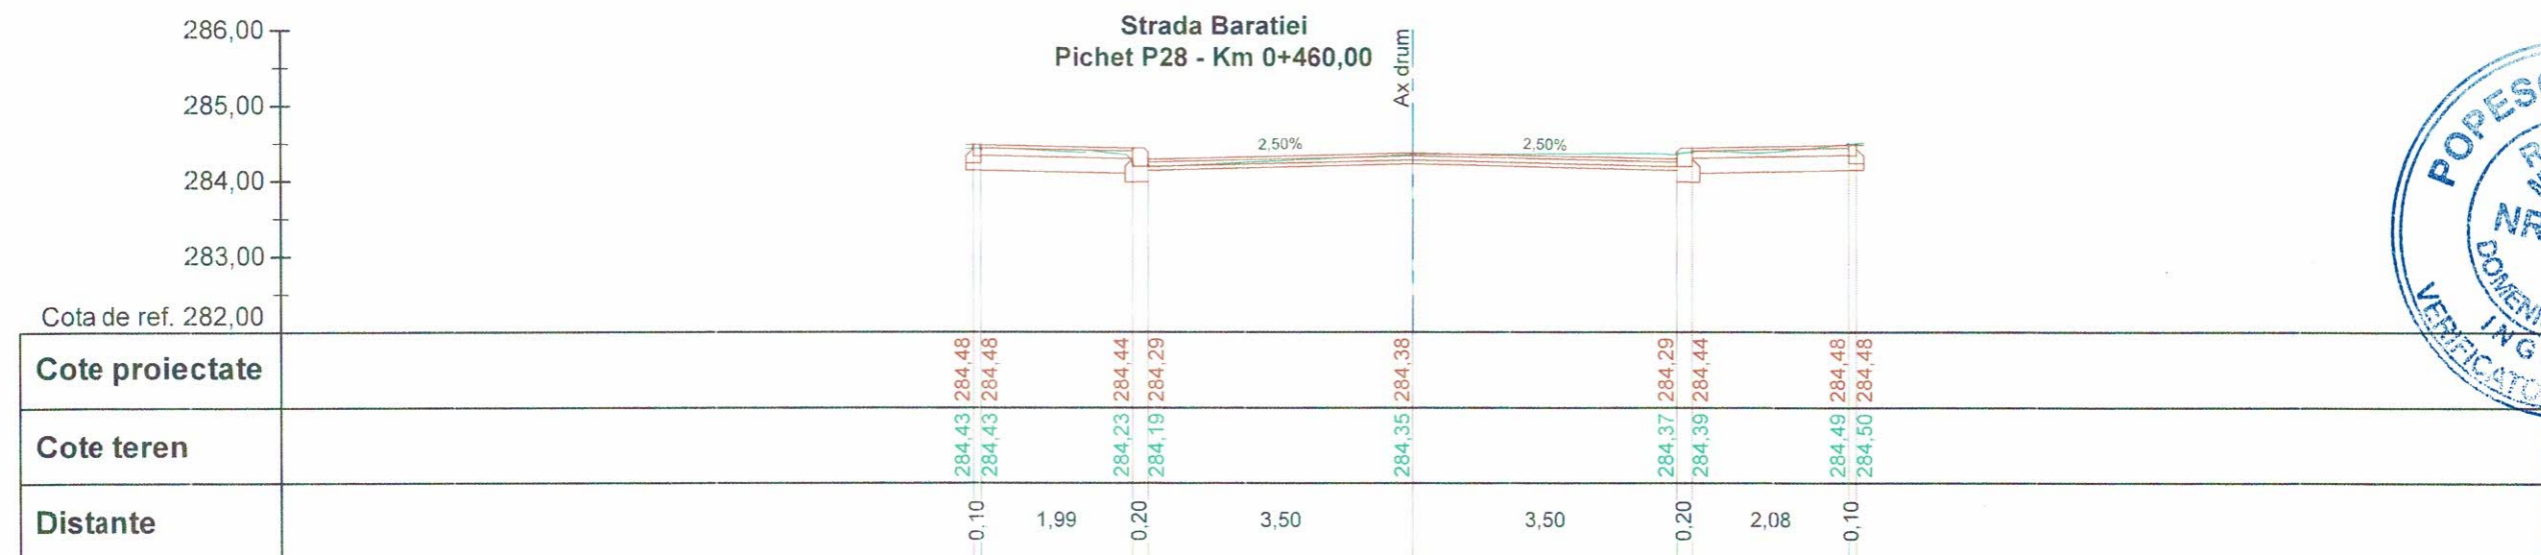 Strada Baratiei
Pichet P28 - Km 0+460,00
Ax drum
286,00
285,00
284,00
283,00
Cota de ref. 282,00
2,50% 2,50%
Cote proiectate 284,48 284,48 284,44 284,29 284,38 284,29 284,44 284,48 284,48
Cote teren 284,43 284,43 284,23 284,19 284,35 284,37 284,39 284,49 284,50
Distante 0,10 1,99 0,20 3,50 3,50 0,20 2,08 0,10